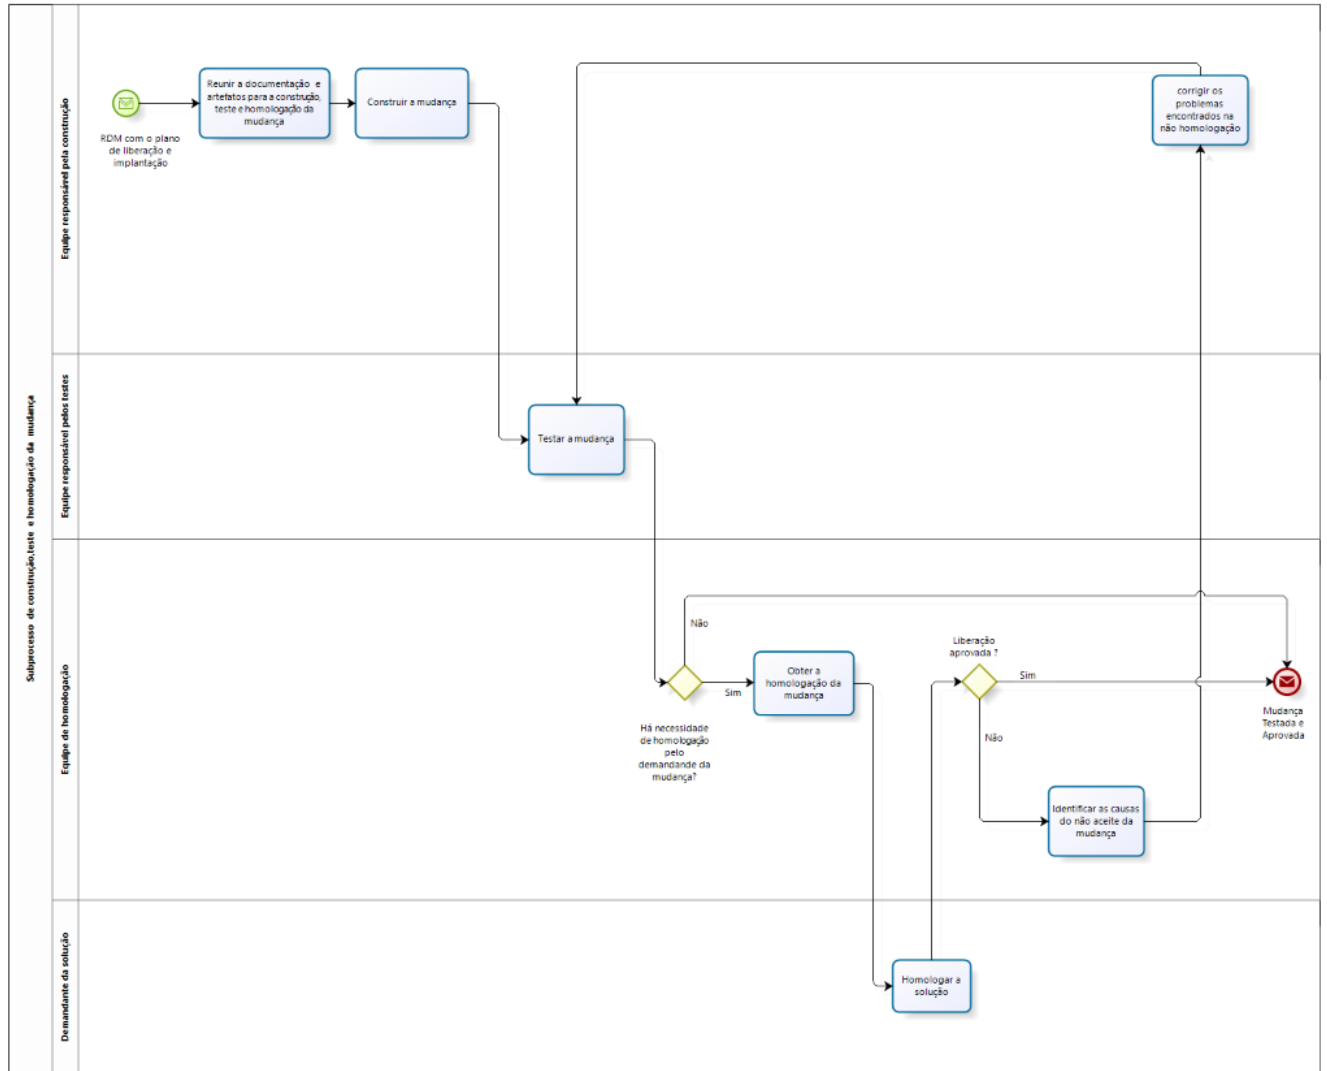 Subprocesso de construção,teste e homologação da mudança
Equipe responsável pela construção
RDM com o plano
de liberação e
implantação
Reunir a documentação e
artefatos para a construção,
teste e homologação da
mudança
Construir a mudança
corrigir os
problemas
encontrados na
não homologação
Equipe responsável pelos testes
Testar a mudança
Equipe de homologação
Não
Sim
Há necessidade
de homologação
pelo
demandande da
mudança?
Obter a
homologação da
mudança
Liberação
aprovada ?
Sim
Não
Identificar as causas
do não aceite da
mudança
Mudança
Testada e
Aprovada
Demandante da solução
Homologar a
solução